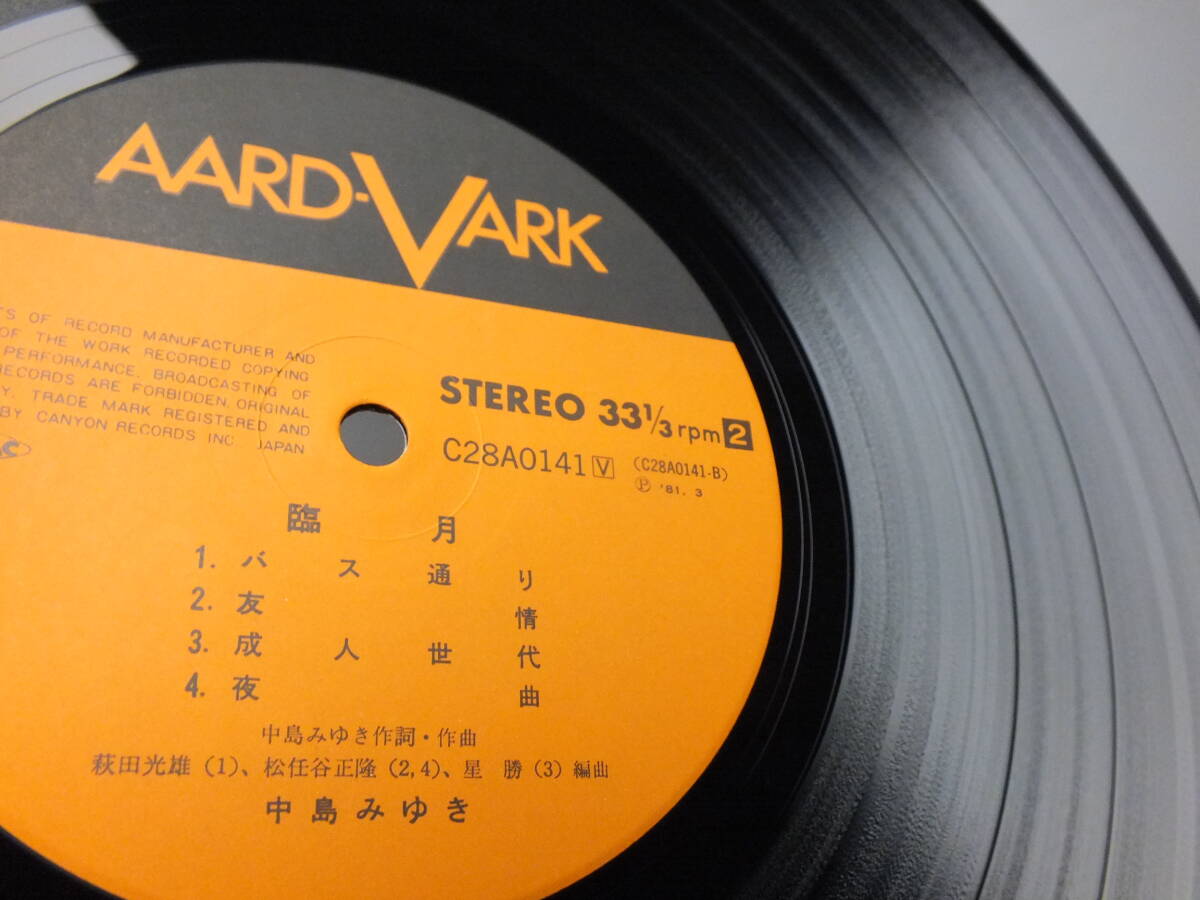 AARD-VARK
OF RECORD MANUFACTURER AND
OF THE WORK RECORDED COPYING
PERFORMANCE. BROADCASTING OF
RECORDS ARE FORBIDDEN. ORIGINAL
TRADE MARK REGISTERED AND
BY CANYON RECORDS INC. JAPAN
STEREO 33 1/3 rpm 2
C28A0141 V (C28A0141-B)
Ⓟ '81. 3
臨月
1. バス通り
2. 友情
3. 成人世代
4. 夜曲
中島みゆき作詞・作曲
萩田光雄(1)、松任谷正隆(2,4)、星 勝(3)編曲
中島みゆき